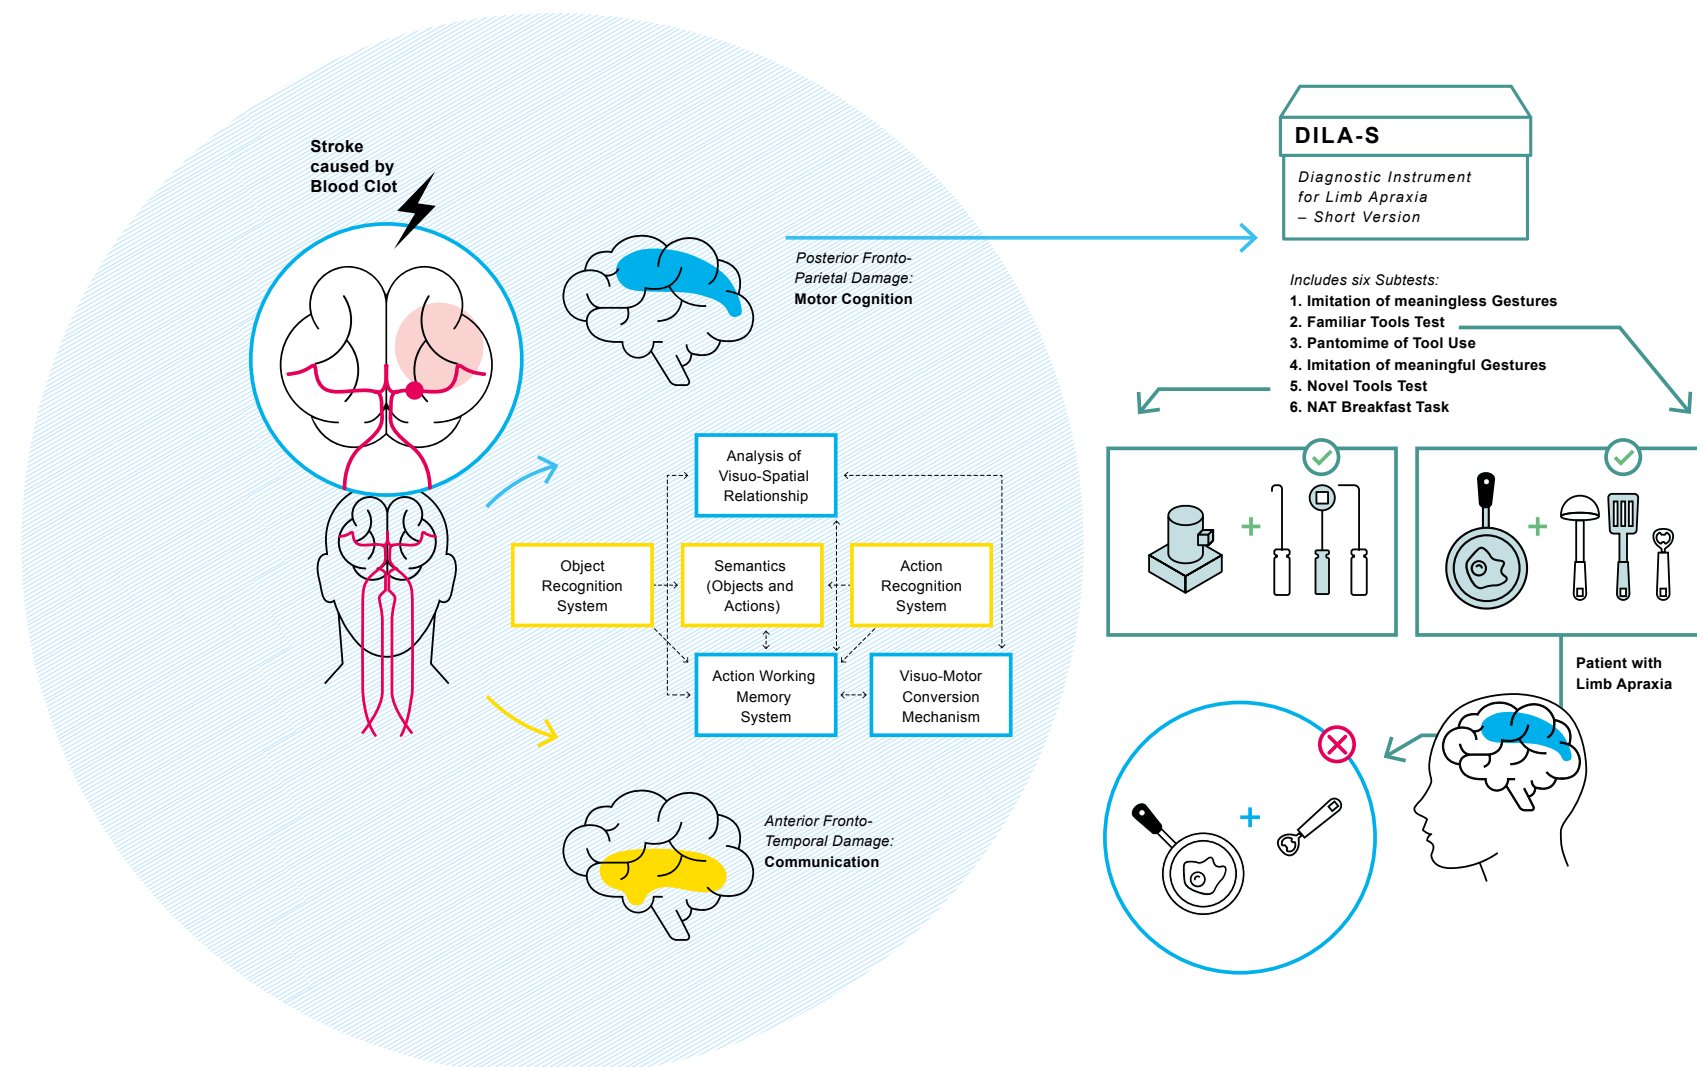 Stroke
caused by
Blood Clot
Posterior Fronto-
Parietal Damage:
Motor Cognition
Analysis of
Visuo-Spatial
Relationship
Object
Recognition
System
Semantics
(Objects and
Actions)
Action
Recognition
System
Action Working
Memory
System
Visuo-Motor
Conversion
Mechanism
Anterior Fronto-
Temporal Damage:
Communication
DILA-S
Diagnostic Instrument
for Limb Apraxia
– Short Version
Includes six Subtests:
1. Imitation of meaningless Gestures
2. Familiar Tools Test
3. Pantomime of Tool Use
4. Imitation of meaningful Gestures
5. Novel Tools Test
6. NAT Breakfast Task
Patient with
Limb Apraxia